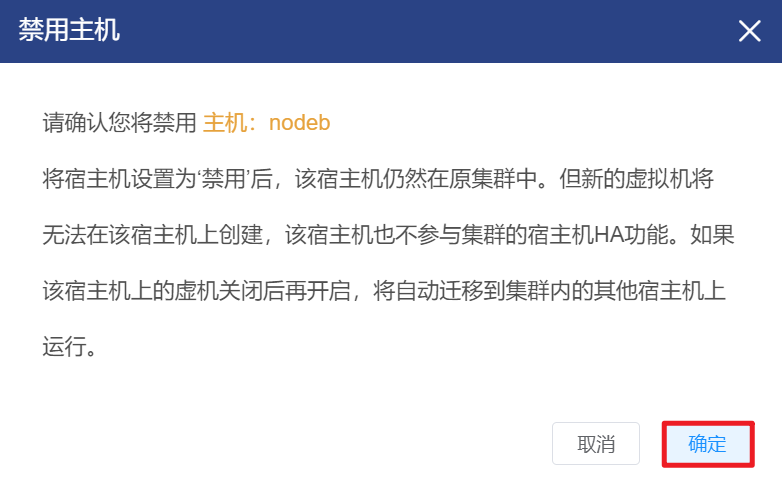 禁用主机
请确认您将禁用 主机：nodeb
将宿主机设置为‘禁用’后，该宿主机仍然在原集群中。但新的虚拟机将
无法在该宿主机上创建，该宿主机也不参与集群的宿主机HA功能。如果
该宿主机上的虚机关闭后再开启，将自动迁移到集群内的其他宿主机上
运行。
取消
确定